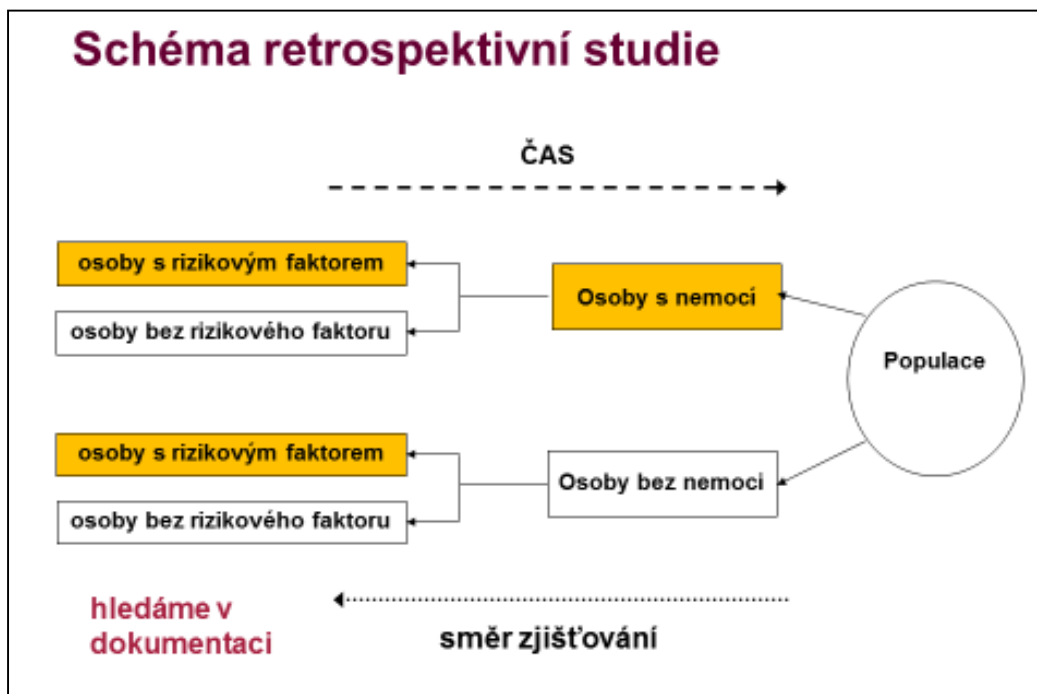 Schéma retrospektivní studie
ČAS
osoby s rizikovým faktorem
osoby bez rizikového faktoru
Osoby s nemocí
Populace
osoby s rizikovým faktorem
osoby bez rizikového faktoru
Osoby bez nemoci
hledáme v
dokumentaci
směr zjišťování